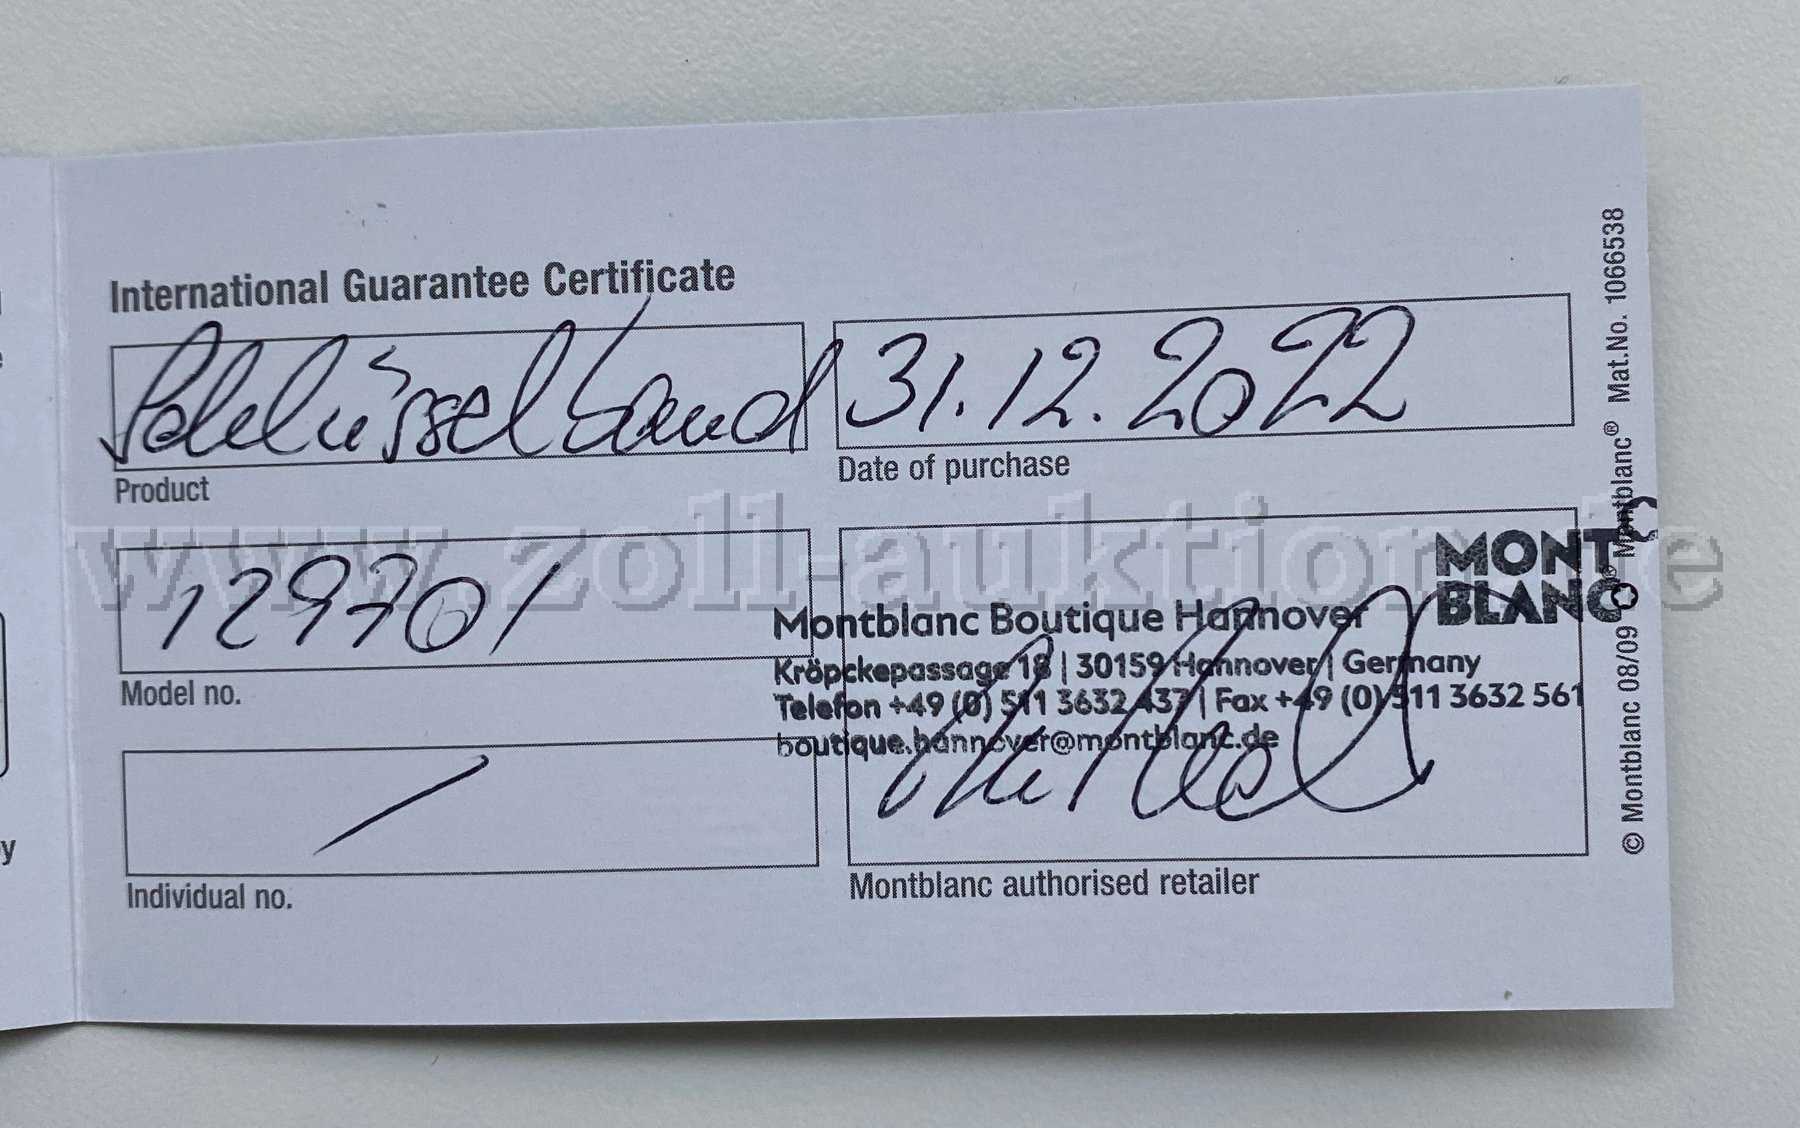 International Guarantee Certificate
Schlüsselband
Product
31.12.2022
Date of purchase
129701
Model no.
Individual no.
MONT
BLANC
Montblanc Boutique Hannover
Kröpckepassage 18 | 30159 Hannover | Germany
Telefon +49 (0) 511 3632 437 | Fax +49 (0) 511 3632 561
boutique.hannover@montblanc.de
Montblanc authorised retailer
© Montblanc 08/09 ® Montblanc® Mat.No. 1066538
www.zoll-auktion.de
y